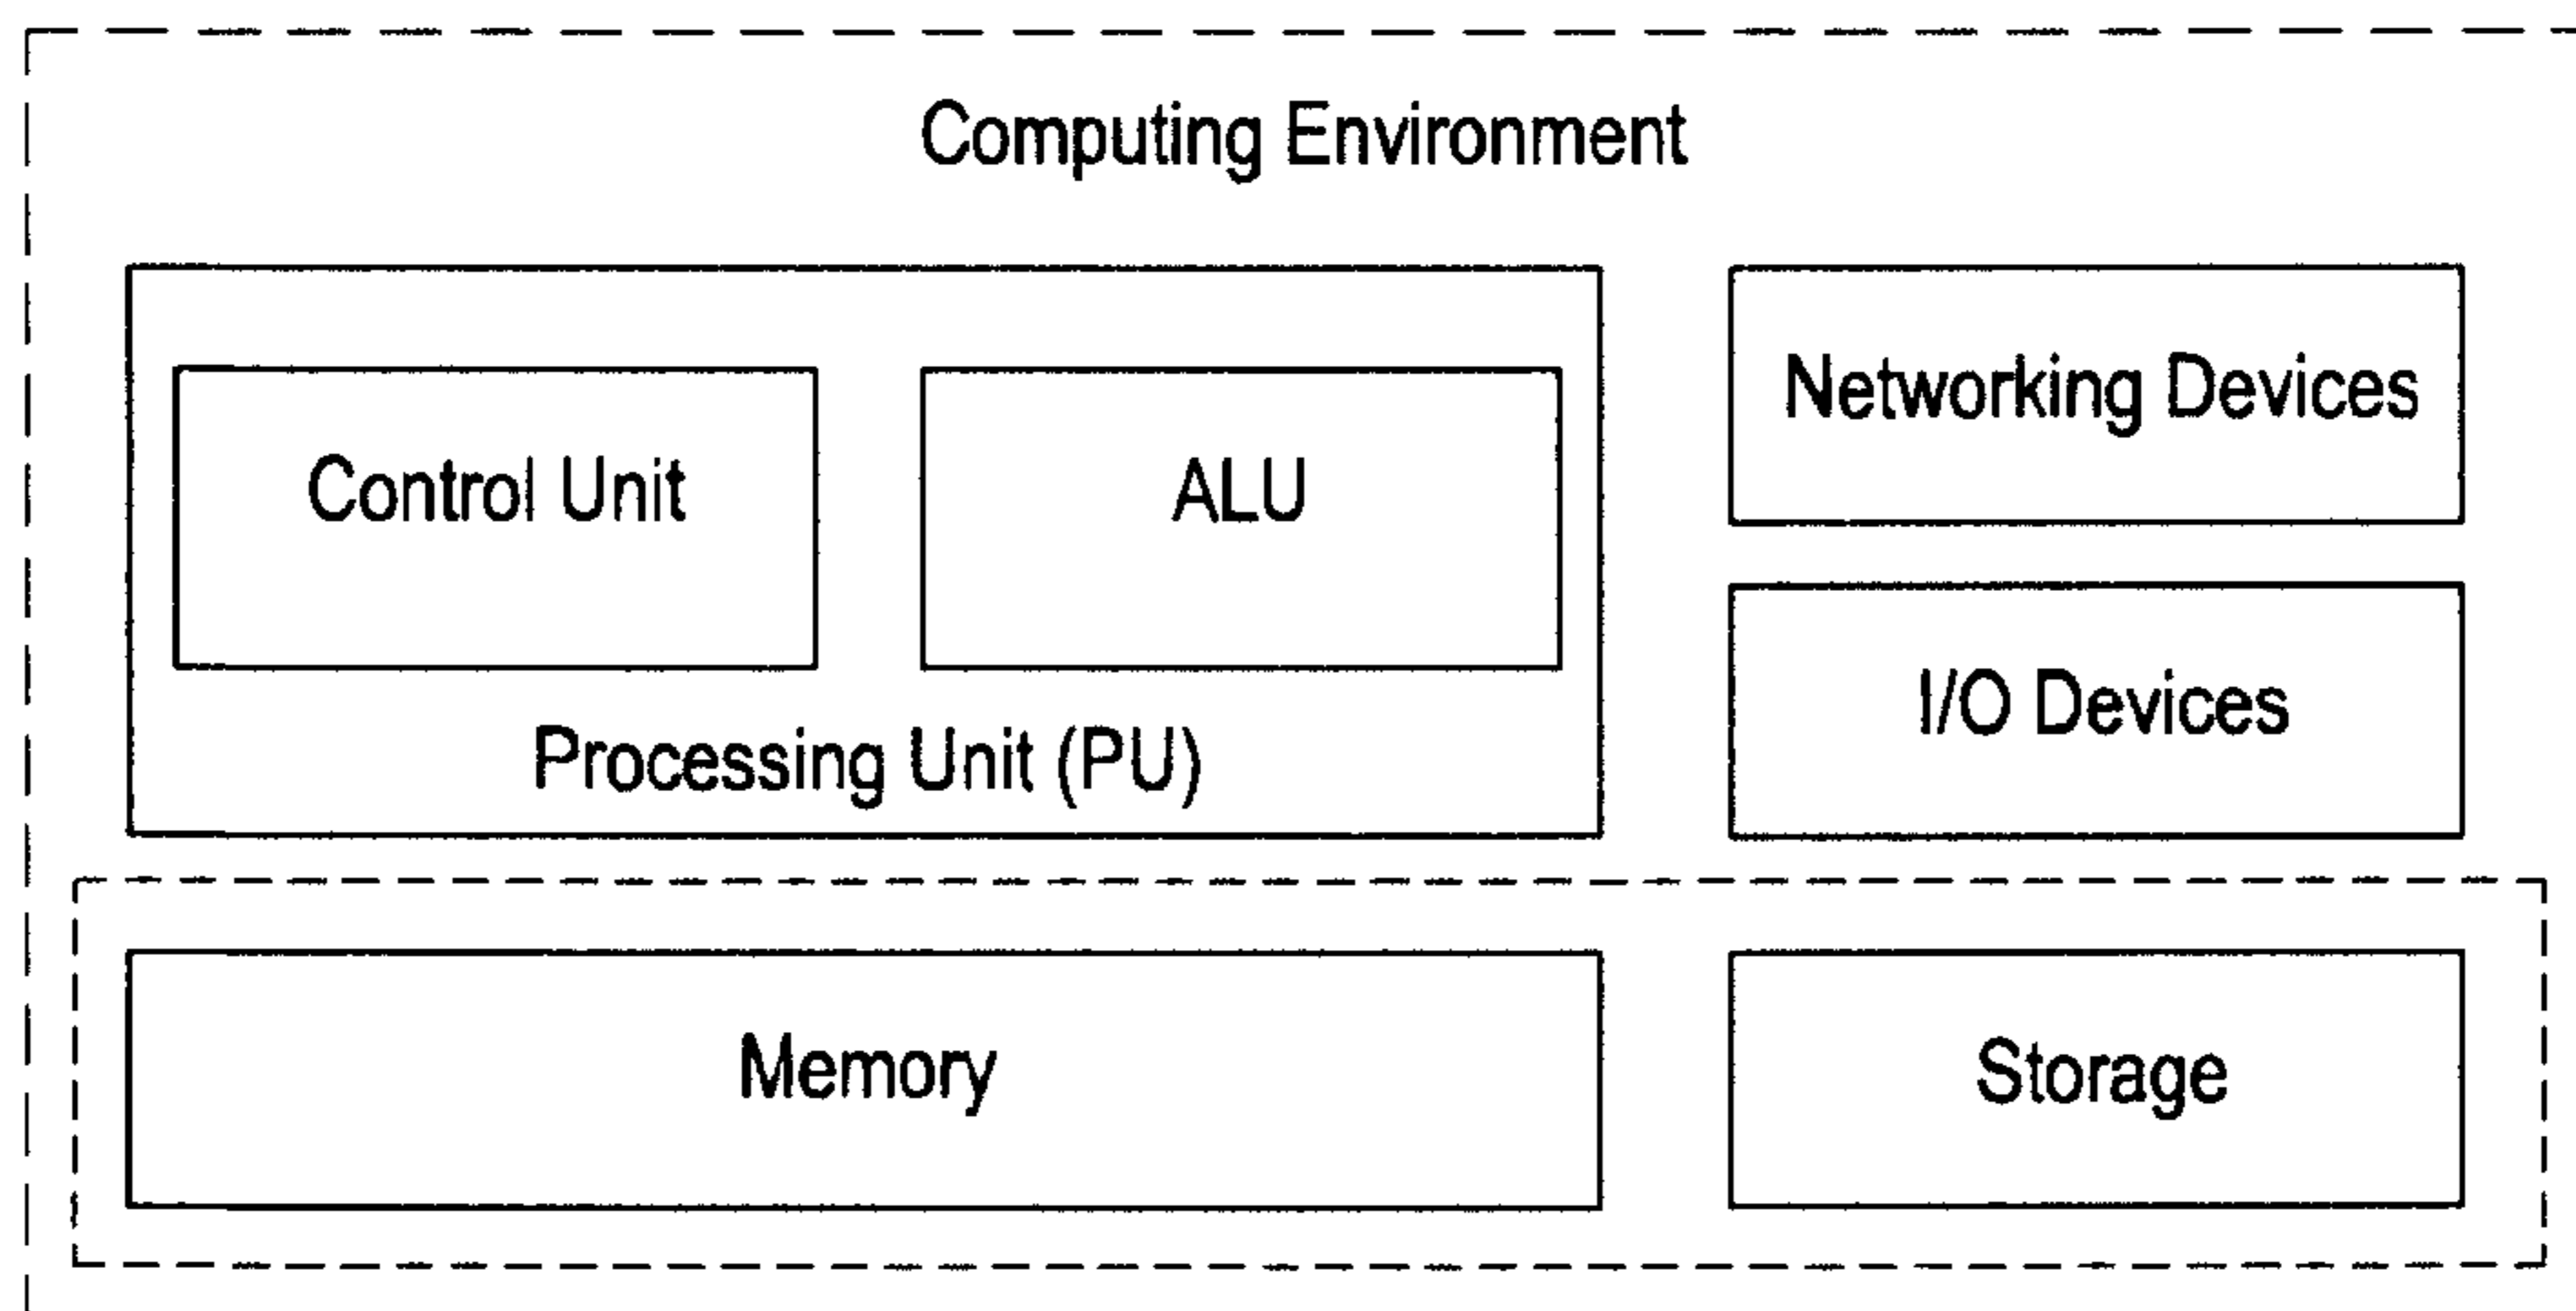 Computing Environment
Control Unit
ALU
Processing Unit (PU)
Networking Devices
I/O Devices
Memory
Storage